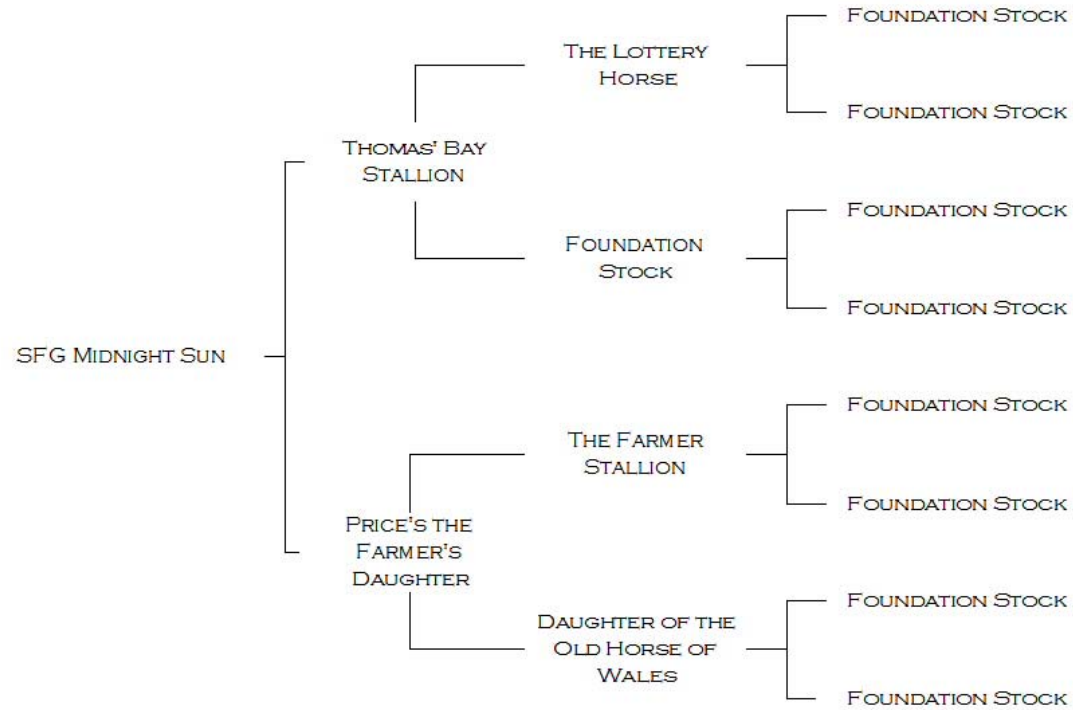 Foundation Stock
The Lottery
Horse
Foundation Stock
Thomas' Bay
Stallion
Foundation Stock
Foundation
Stock
Foundation Stock
SFG Midnight Sun
Foundation Stock
The Farmer
Stallion
Foundation Stock
Price's the
Farmer's
Daughter
Foundation Stock
Daughter of the
Old Horse of
Wales
Foundation Stock